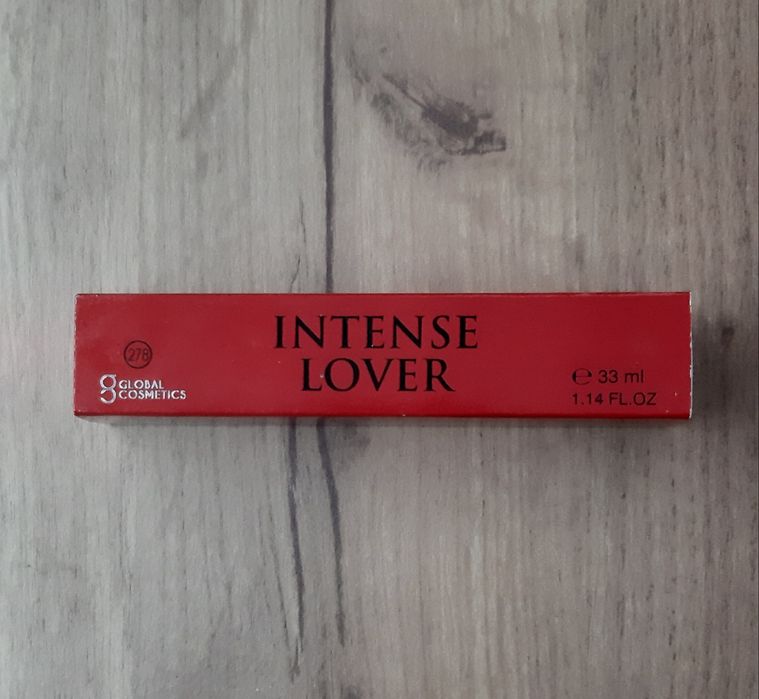 INTENSE
LOVER
278
g GLOBAL
COSMETICS
℮ 33 ml
1.14 FL.OZ